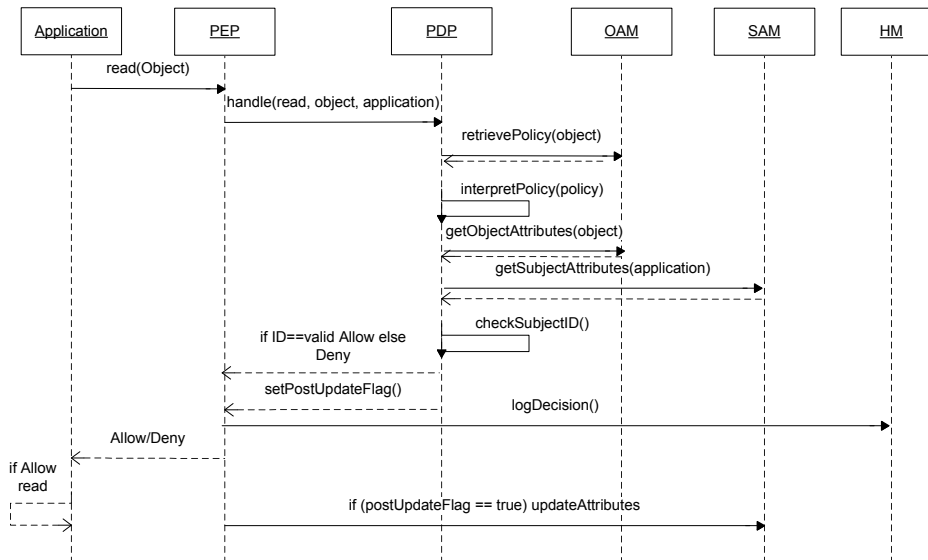 Application PEP PDP OAM SAM HM
read(Object)
handle(read, object, application)
retrievePolicy(object)
interpretPolicy(policy)
getObjectAttributes(object)
getSubjectAttributes(application)
checkSubjectID()
if ID==valid Allow else
Deny
setPostUpdateFlag()
logDecision()
Allow/Deny
if Allow
read
if (postUpdateFlag == true) updateAttributes